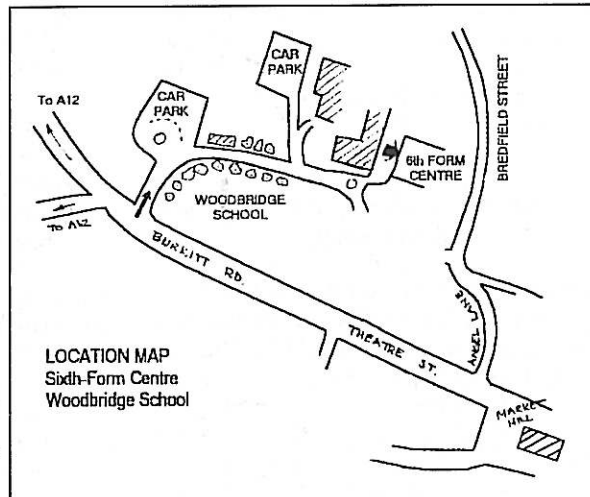 To A12
CAR
PARK
CAR
PARK
BREDFIELD STREET
6th FORM
CENTRE
WOODBRIDGE
SCHOOL
To A12
BURKITT RD.
THEATRE ST.
ANGEL LANE
LOCATION MAP
Sixth-Form Centre
Woodbridge School
MARKET
HILL